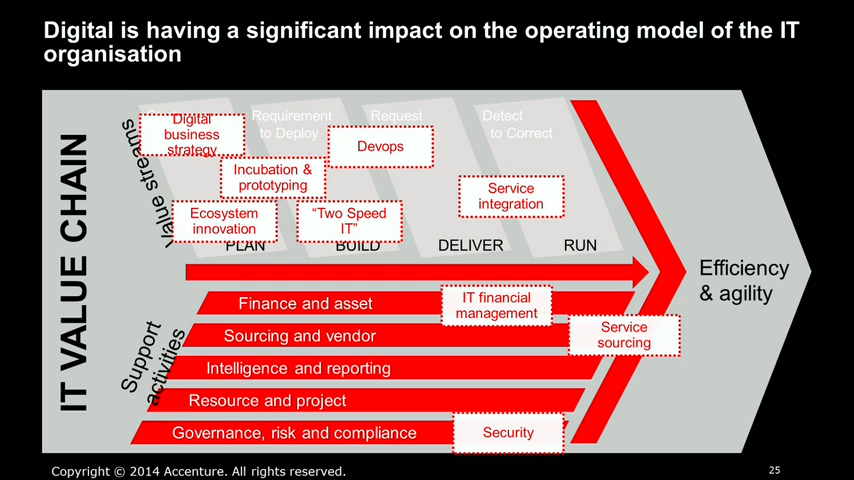 Digital is having a significant impact on the operating model of the IT
organisation
IT VALUE CHAIN
Value streams
Requirement
to Deploy
Request
Detect
to Correct
Digital
business
strategy
Devops
Incubation &
prototyping
Service
integration
Ecosystem
innovation
“Two Speed
IT”
PLAN
BUILD
DELIVER
RUN
Efficiency
& agility
Support
activities
Finance and asset
IT financial
management
Sourcing and vendor
Service
sourcing
Intelligence and reporting
Resource and project
Governance, risk and compliance
Security
Copyright © 2014 Accenture. All rights reserved.
25